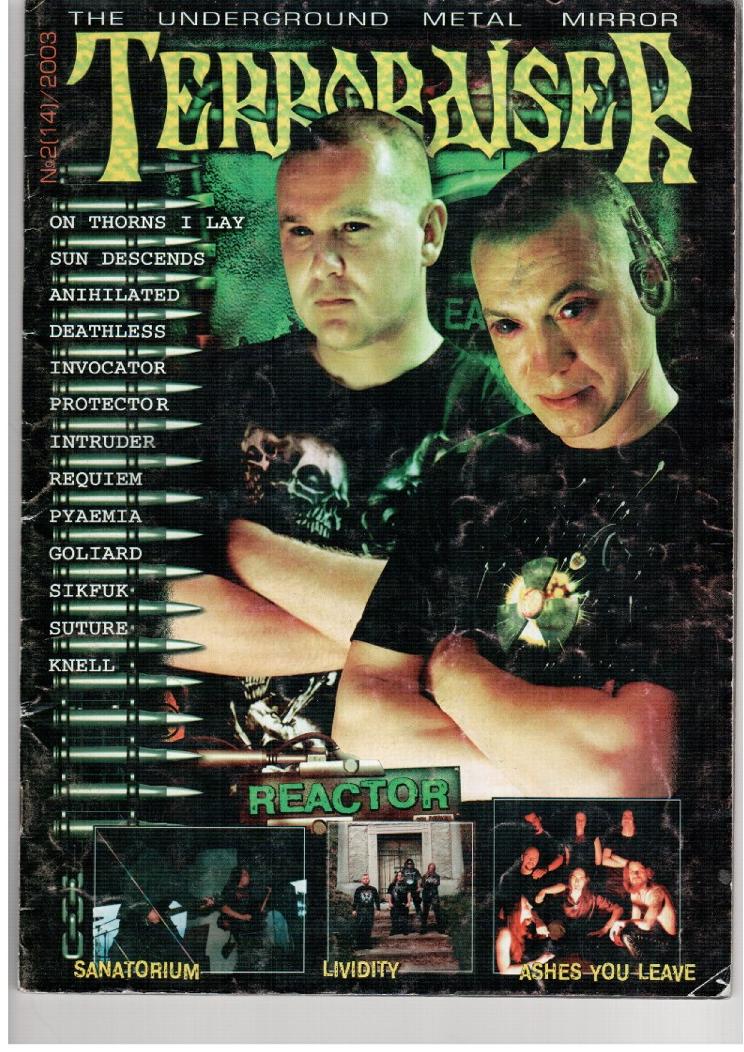 THE UNDERGROUND METAL MIRROR
TERRORAISER
№2(14)/2003
ON THORNS I LAY
SUN DESCENDS
ANIHILATED
DEATHLESS
INVOCATOR
PROTECTOR
INTRUDER
REQUIEM
PYAEMIA
GOLIARD
SIKFUK
SUTURE
KNELL
EA
REACTOR
SANATORIUM
LIVIDITY
ASHES YOU LEAVE